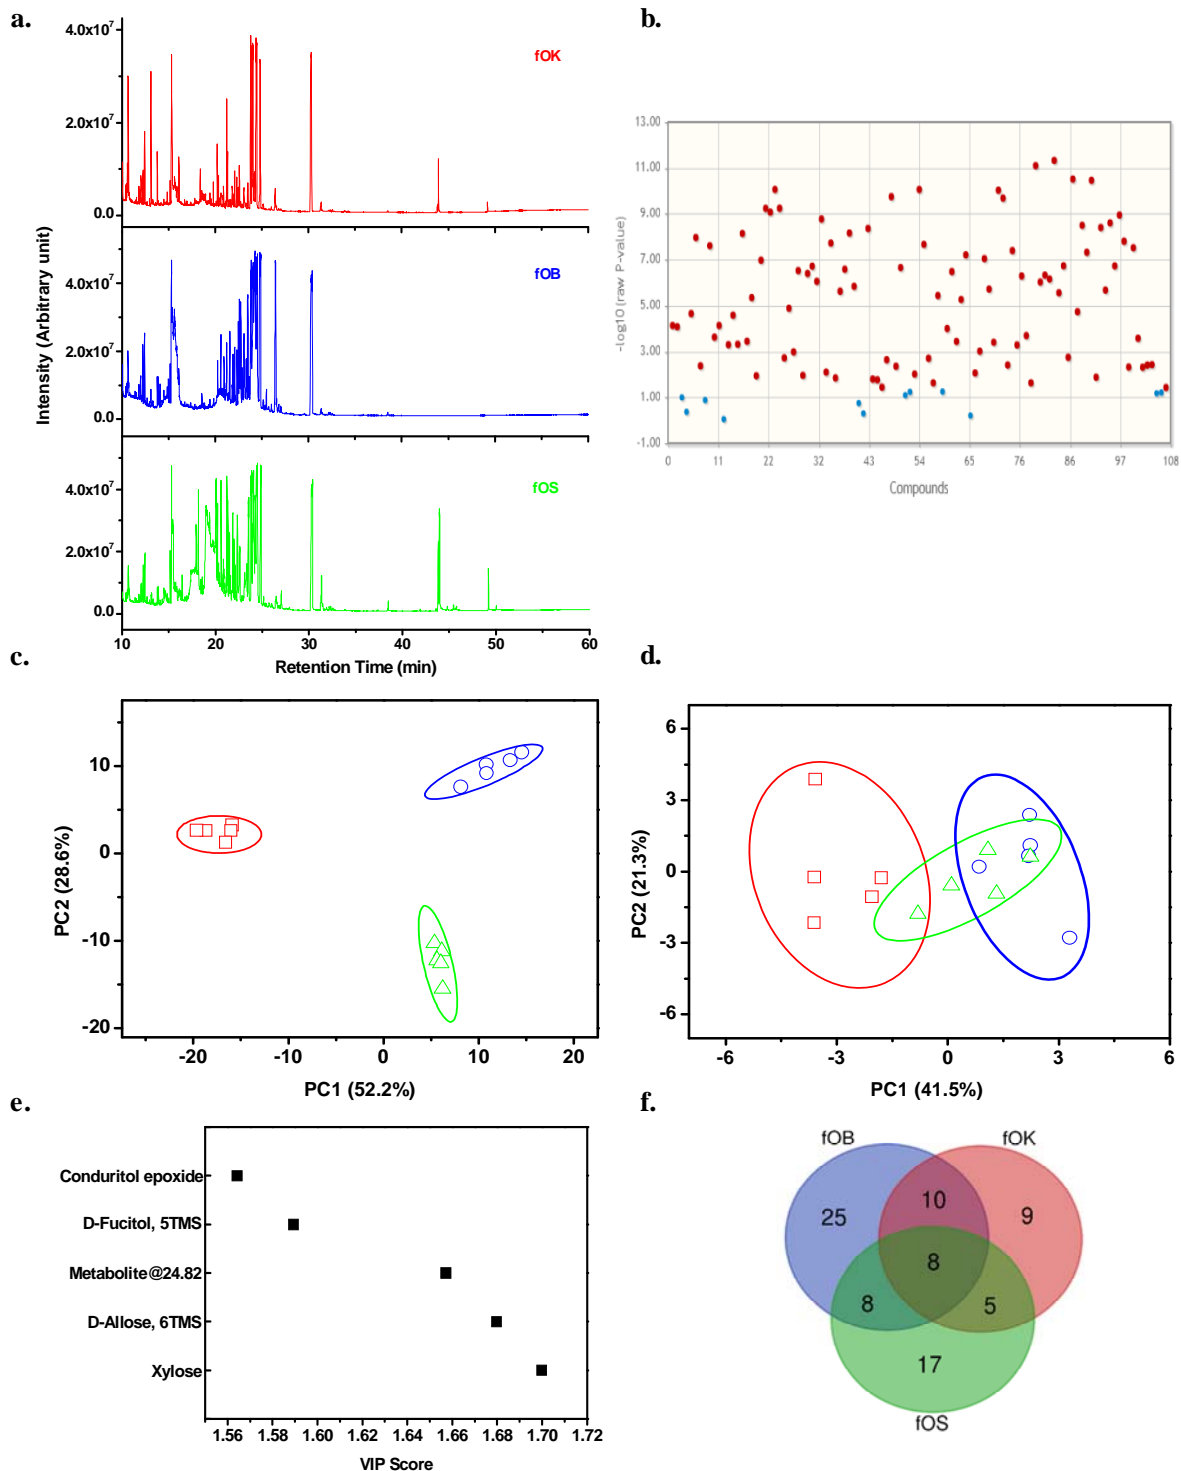 a.
b.
4.0x10⁷
2.0x10⁷
0.0
fOK
4.0x10⁷
2.0x10⁷
0.0
fOB
4.0x10⁷
2.0x10⁷
0.0
fOS
Intensity (Arbitrary unit)
10 20 30 40 50 60
Retention Time (min)
13.00
11.00
9.00
7.00
5.00
3.00
1.00
-1.00
-log10 (raw P-value)
0 11 22 32 43 54 65 76 86 97 108
Compounds
c.
d.
10
0
-10
-20
PC2 (28.6%)
-20 -10 0 10 20
PC1 (52.2%)
6
3
0
-3
-6
PC2 (21.3%)
-6 -3 0 3 6
PC1 (41.5%)
e.
f.
Conduritol epoxide
D-Fucitol, 5TMS
Metabolite@24.82
D-Allose, 6TMS
Xylose
1.56 1.58 1.60 1.62 1.64 1.66 1.68 1.70 1.72
VIP Score
fOB fOK
25 10 9
8
8 5
17
fOS